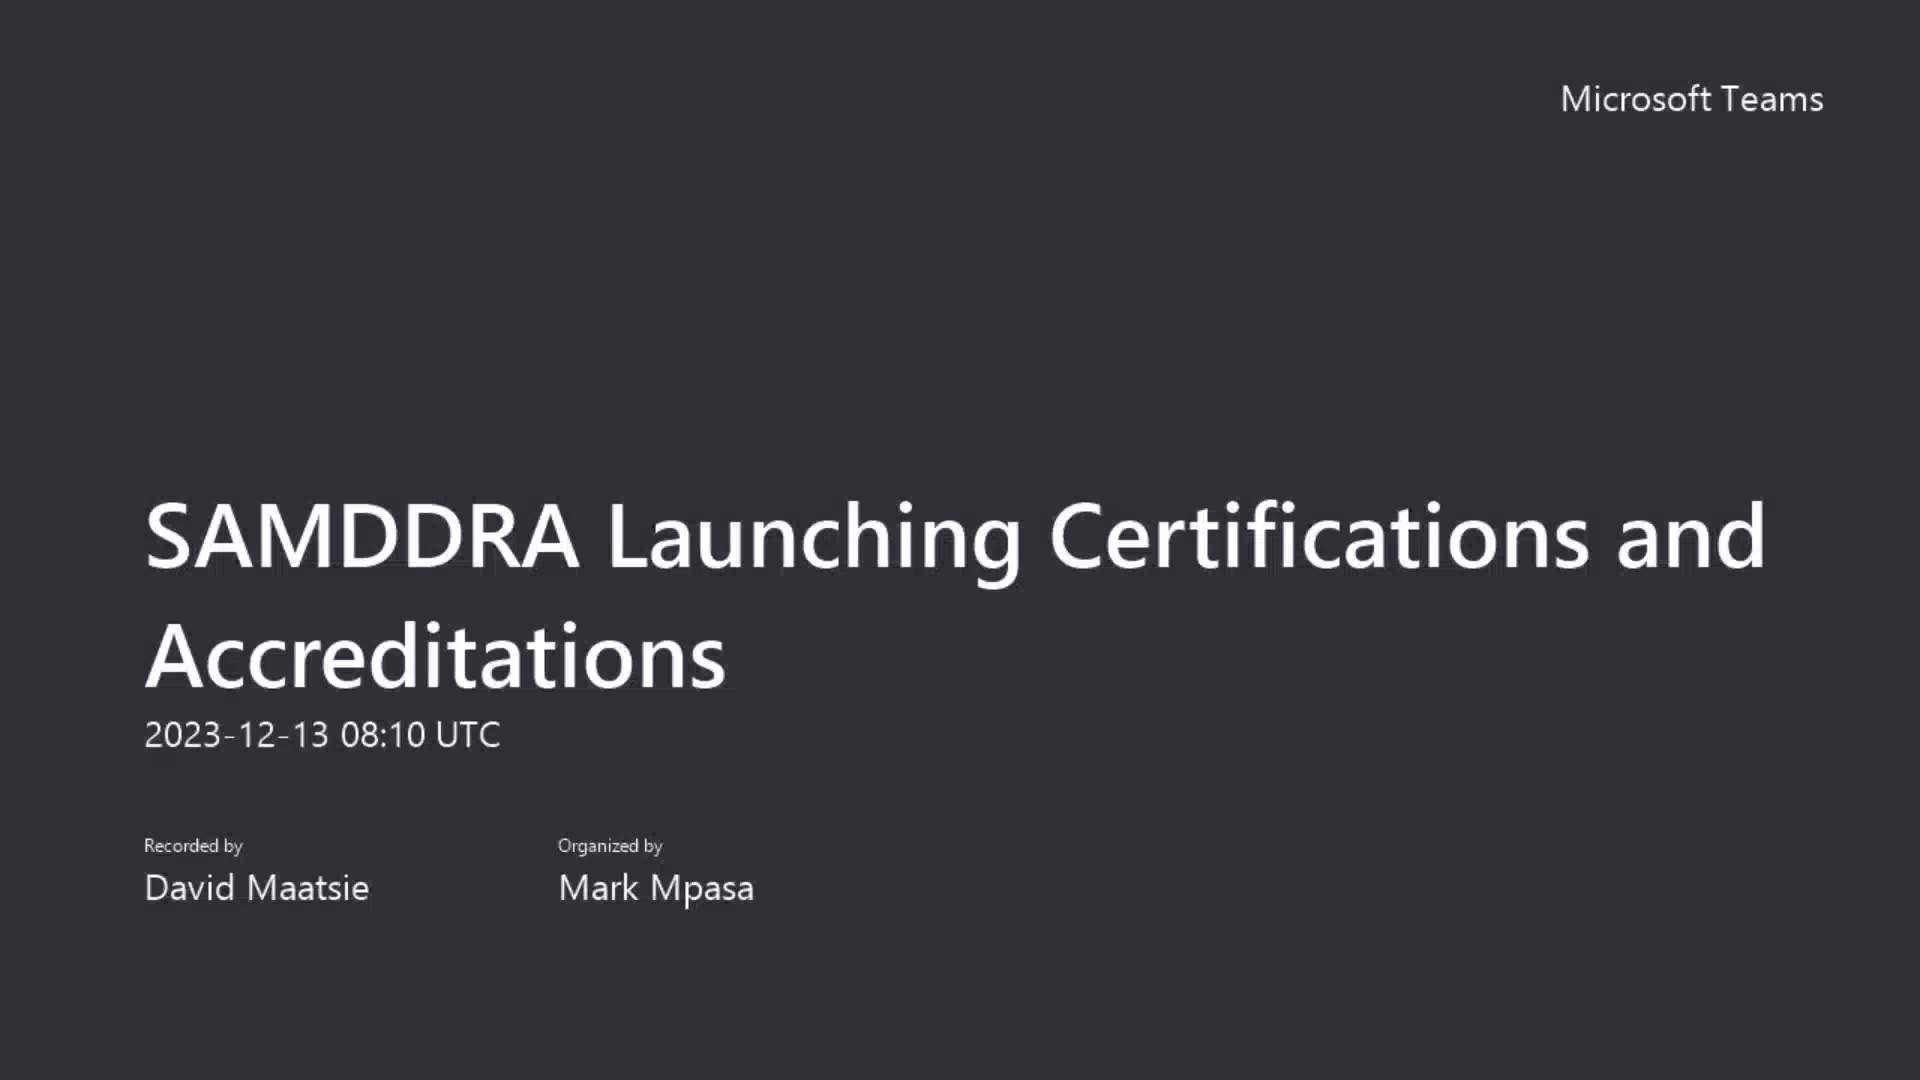 Microsoft Teams
SAMDDRA Launching Certifications and
Accreditations
2023-12-13 08:10 UTC
Recorded by
Organized by
David Maatsie
Mark Mpasa